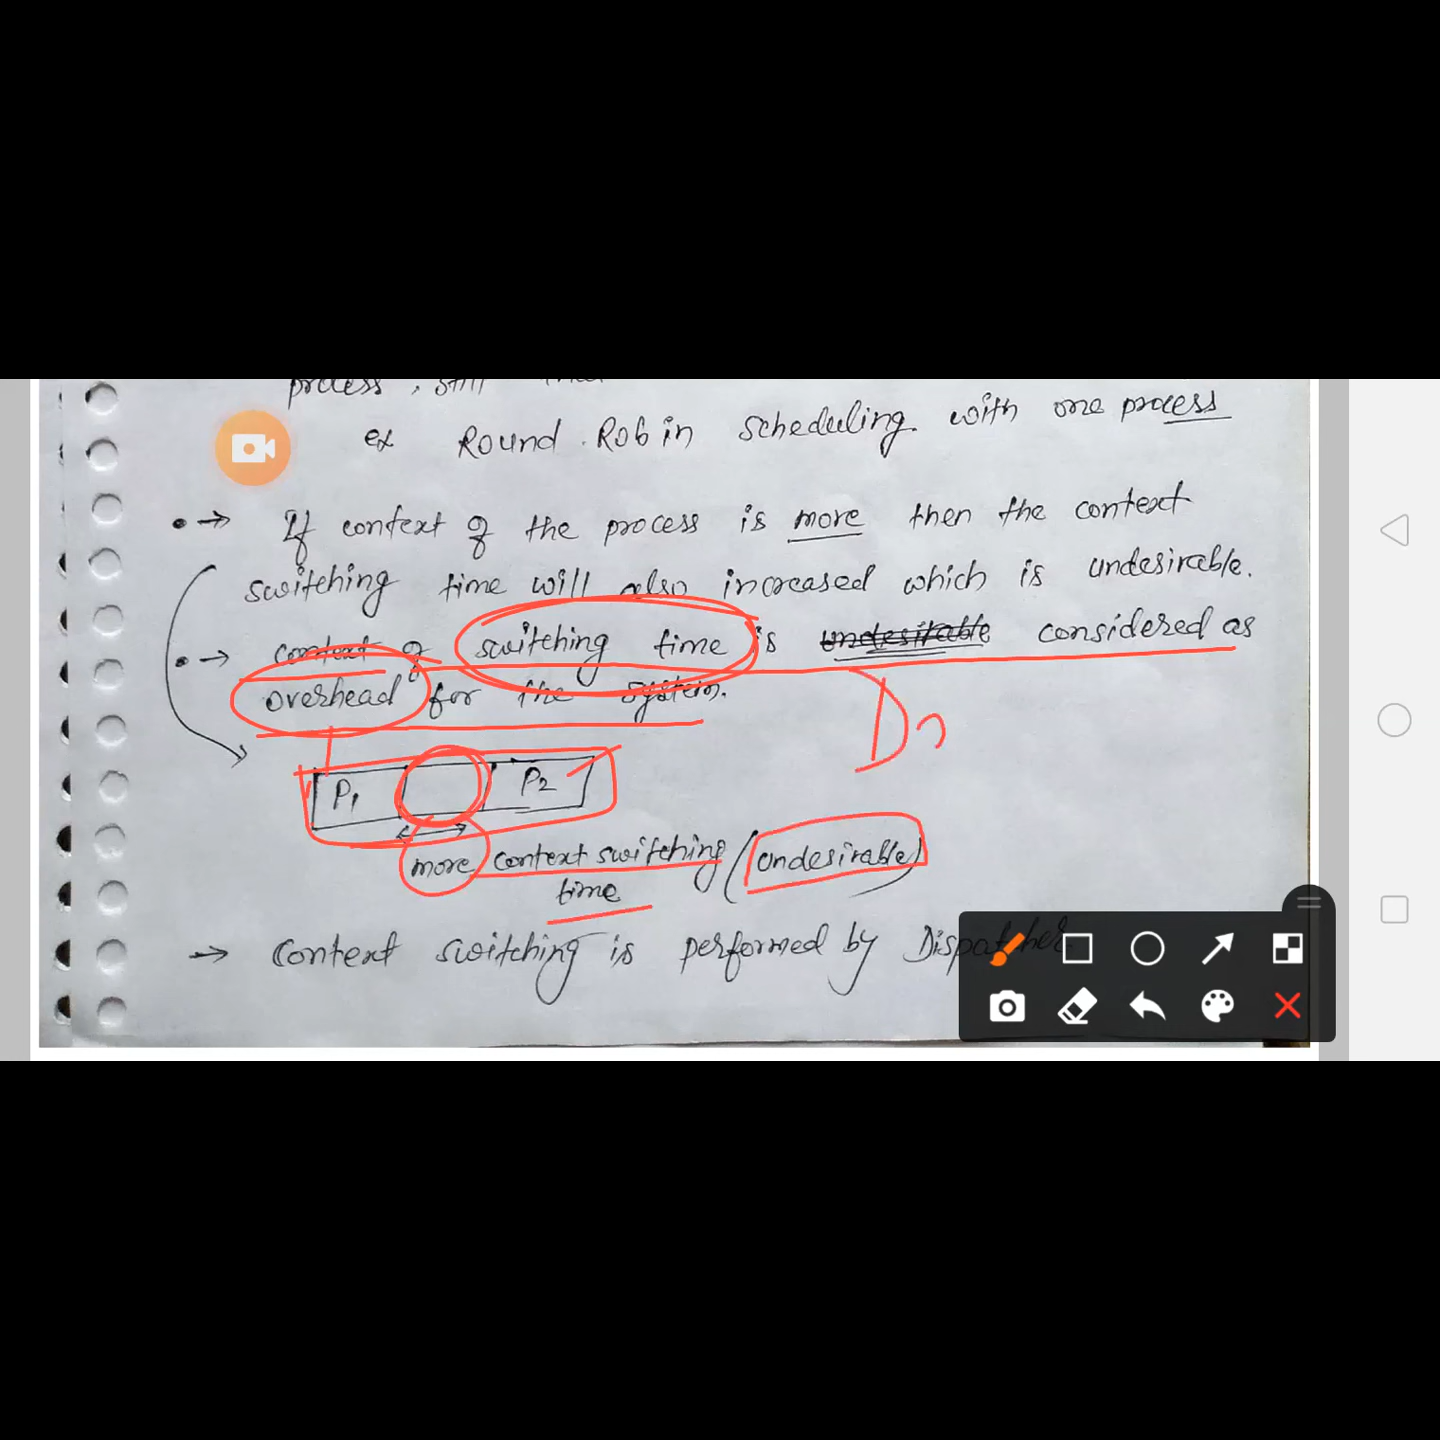 process, still
ex Round Robin scheduling. with one process
•→ If context of the process is more then the context
switching time will also increased which is undesirable.
•→ context of switching time is undesirable considered as
overhead for the system.
P1 P2
more context switching (undesirable)
time
→ Context switching is performed by Dispatcher